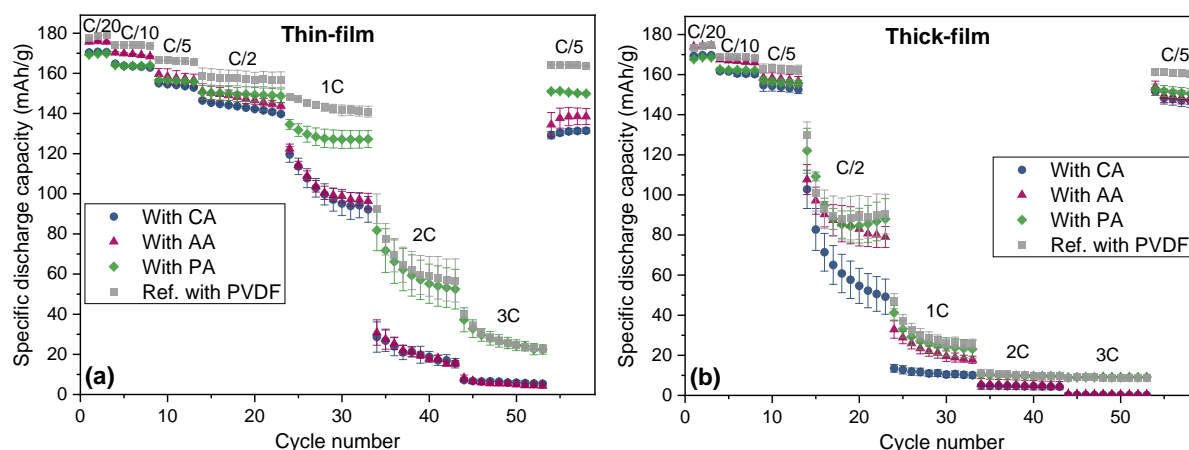 Thin-film
C/20
C/10
C/5
C/2
1C
2C
3C
C/5
With CA
With AA
With PA
Ref. with PVDF
(a)
Specific discharge capacity (mAh/g)
200
180
160
140
120
100
80
60
40
20
0
0 10 20 30 40 50
Cycle number
Thick-film
C/20
C/10
C/5
C/2
1C
2C
3C
C/5
With CA
With AA
With PA
Ref. with PVDF
(b)
Specific discharge capacity (mAh/g)
200
180
160
140
120
100
80
60
40
20
0
0 10 20 30 40 50
Cycle number